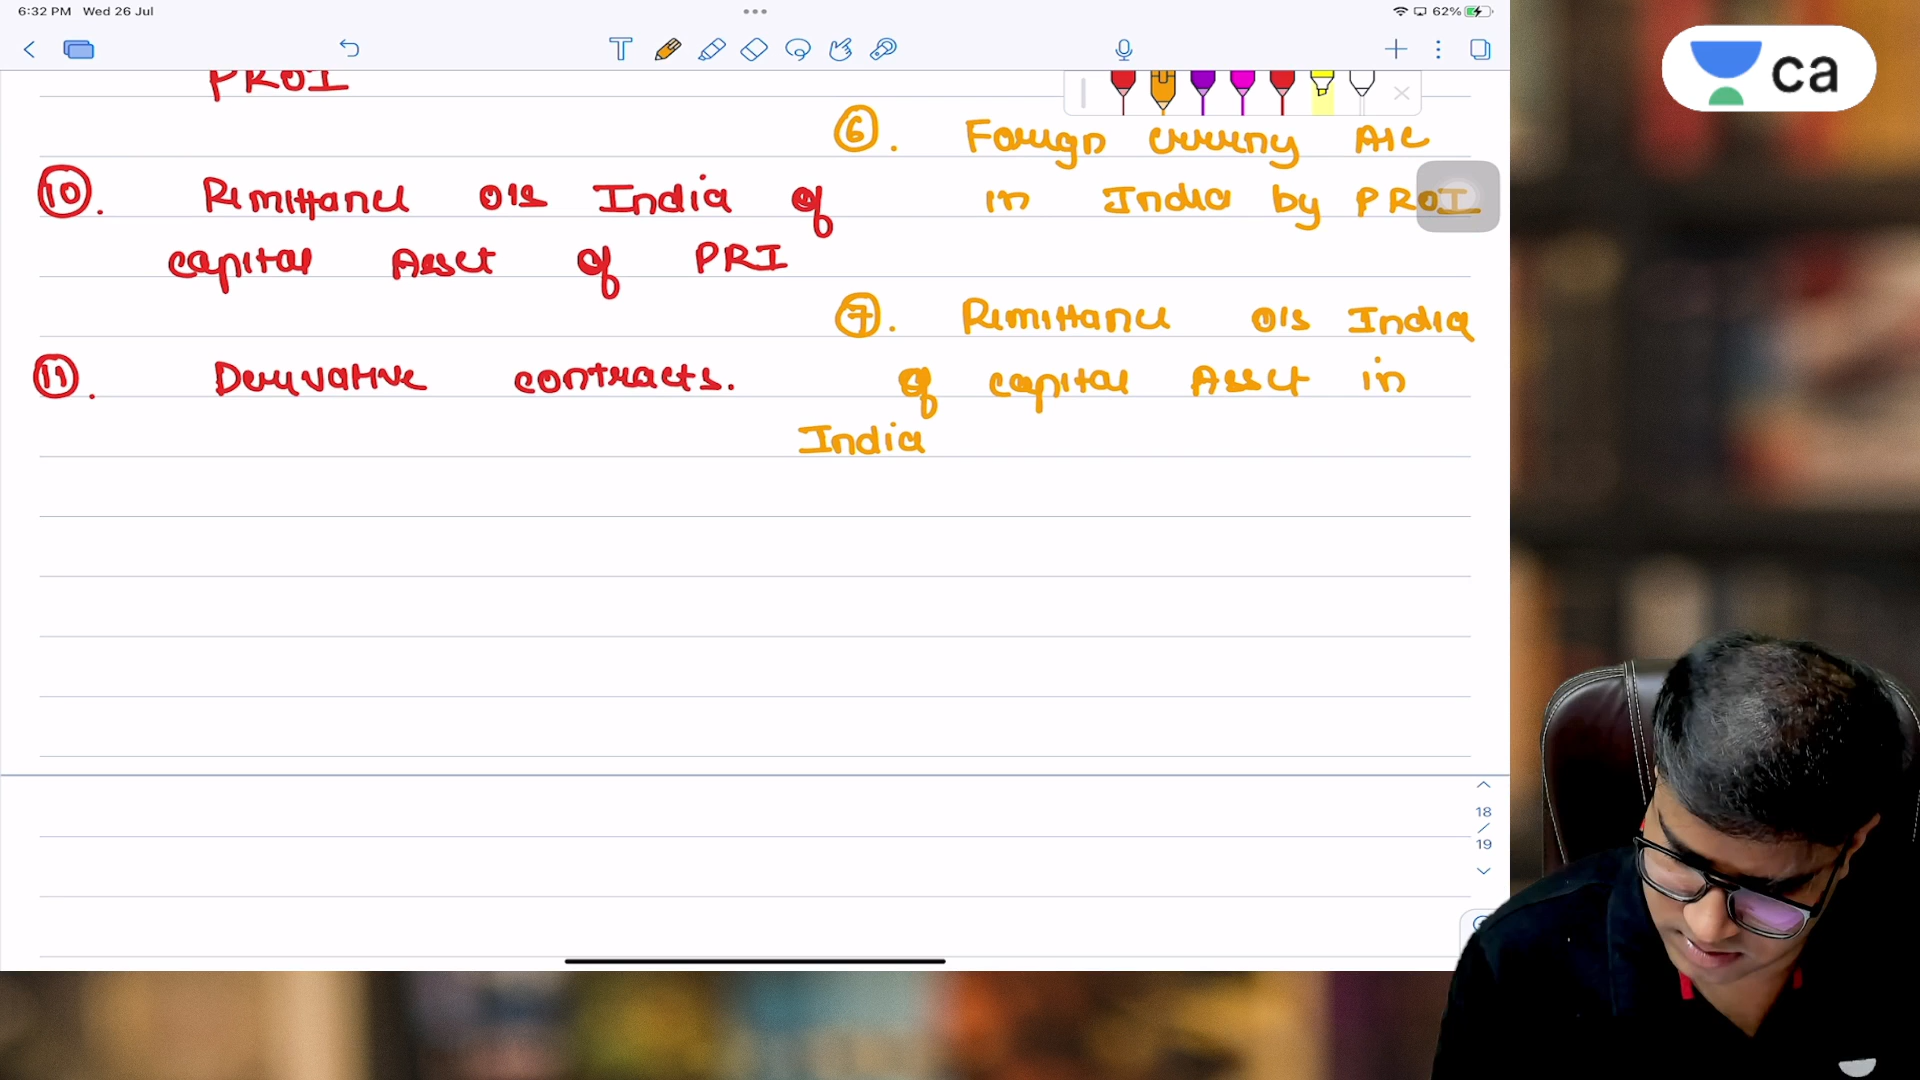 6:32 PM Wed 26 Jul
62%
ca
PROI
10. Remittance o/s India of
capital Asset of PRI
11. Derivative contracts.
6. Foreign currency A/c
in India by PROI
7. Remittance o/s India
of capital Asset in
India
18
/
19